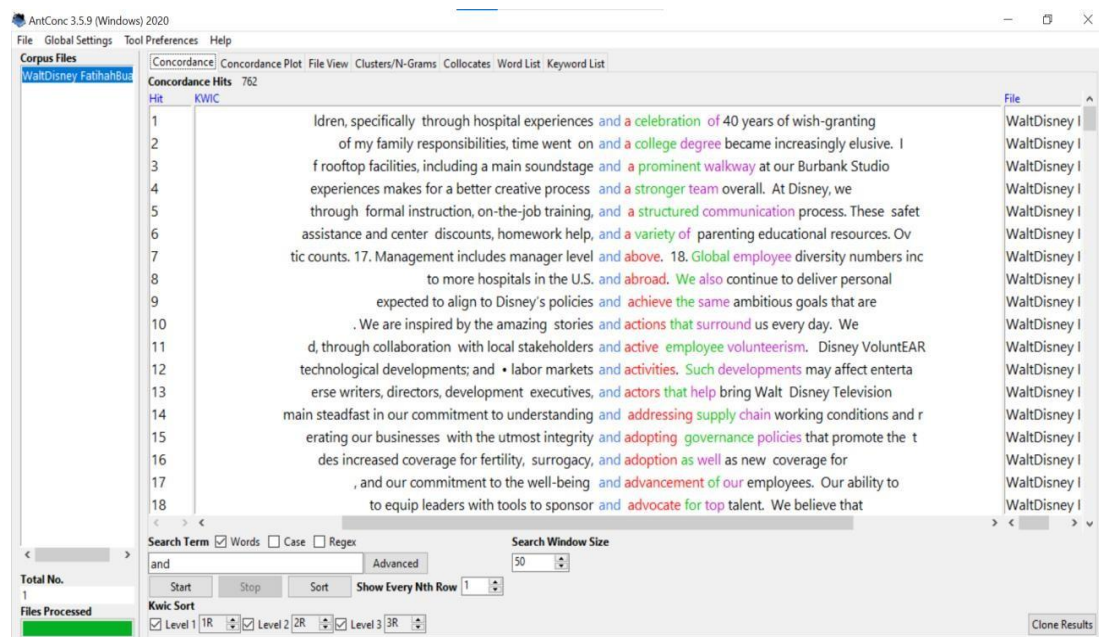 AntConc 3.5.9 (Windows) 2020
File Global Settings Tool Preferences Help
Corpus Files
WaltDisney FatihahBua
Concordance Concordance Plot File View Clusters/N-Grams Collocates Word List Keyword List
Concordance Hits 762
Hit KWIC File
1 ldren, specifically through hospital experiences and a celebration of 40 years of wish-granting WaltDisney I
2 of my family responsibilities, time went on and a college degree became increasingly elusive. I WaltDisney I
3 f rooftop facilities, including a main soundstage and a prominent walkway at our Burbank Studio WaltDisney I
4 experiences makes for a better creative process and a stronger team overall. At Disney, we WaltDisney I
5 through formal instruction, on-the-job training, and a structured communication process. These safet WaltDisney I
6 assistance and center discounts, homework help, and a variety of parenting educational resources. Ov WaltDisney I
7 tic counts. 17. Management includes manager level and above. 18. Global employee diversity numbers inc WaltDisney I
8 to more hospitals in the U.S. and abroad. We also continue to deliver personal WaltDisney I
9 expected to align to Disney's policies and achieve the same ambitious goals that are WaltDisney I
10 . We are inspired by the amazing stories and actions that surround us every day. We WaltDisney I
11 d, through collaboration with local stakeholders and active employee volunteerism. Disney VoluntEAR WaltDisney I
12 technological developments; and • labor markets and activities. Such developments may affect enterta WaltDisney I
13 erse writers, directors, development executives, and actors that help bring Walt Disney Television WaltDisney I
14 main steadfast in our commitment to understanding and addressing supply chain working conditions and r WaltDisney I
15 erating our businesses with the utmost integrity and adopting governance policies that promote the t WaltDisney I
16 des increased coverage for fertility, surrogacy, and adoption as well as new coverage for WaltDisney I
17 , and our commitment to the well-being and advancement of our employees. Our ability to WaltDisney I
18 to equip leaders with tools to sponsor and advocate for top talent. We believe that WaltDisney I
Search Term Words Case Regex Search Window Size
and Advanced 50
Total No.
1
Start Stop Sort Show Every Nth Row 1
Files Processed
Kwic Sort
Level 1 1R Level 2 2R Level 3 3R Clone Results